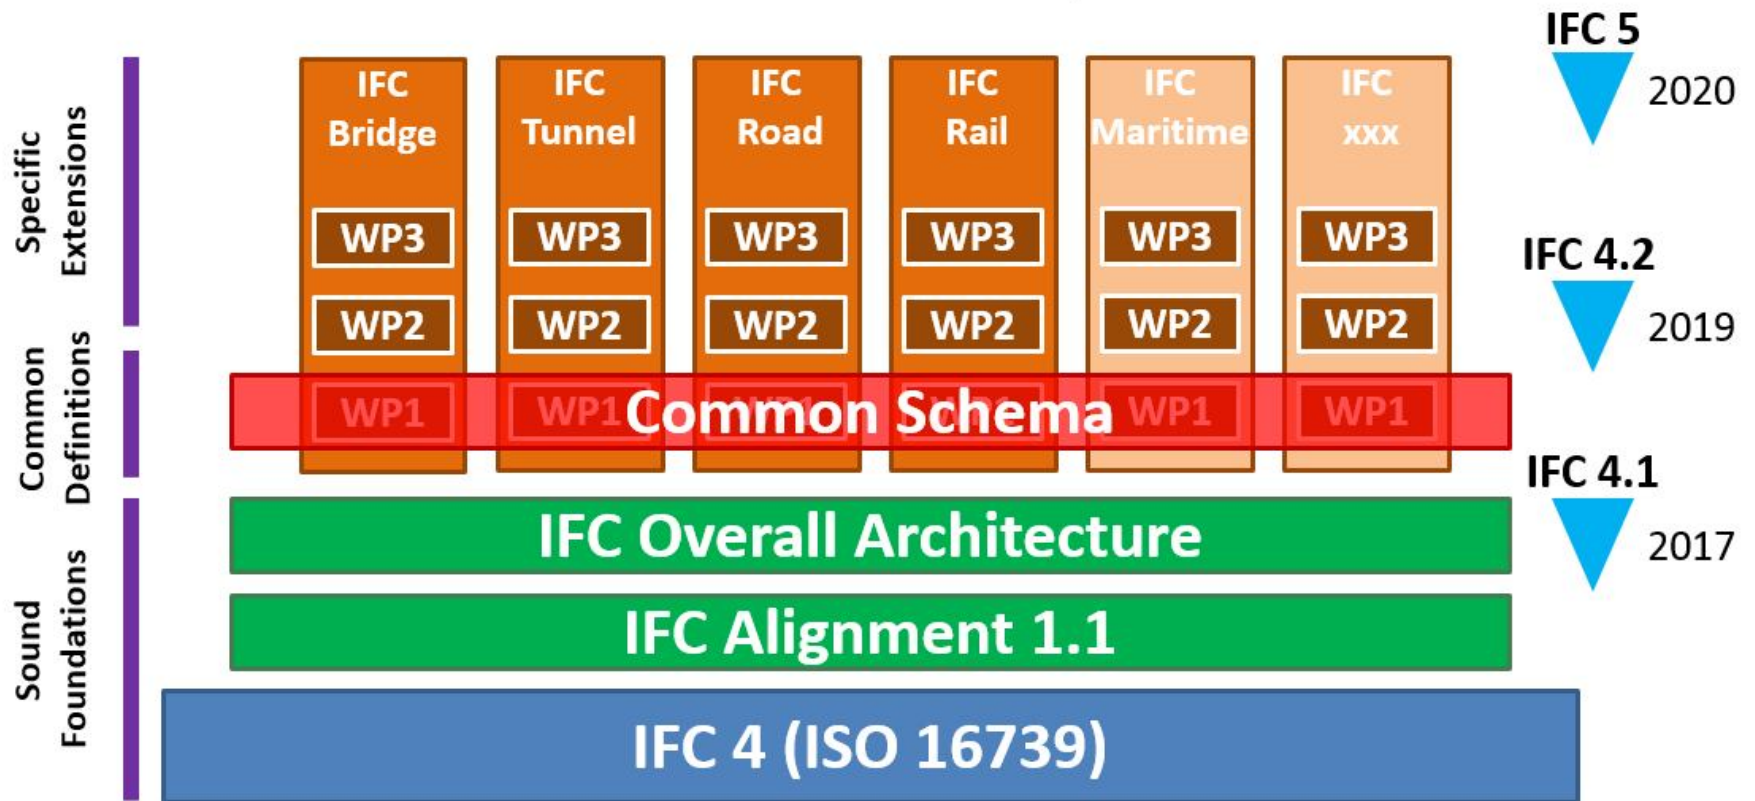 IFC 5
2020
IFC
Bridge
IFC
Tunnel
IFC
Road
IFC
Rail
IFC
Maritime
IFC
xxx
Specific
Extensions
WP3
WP3
WP3
WP3
WP3
WP3
IFC 4.2
2019
WP2
WP2
WP2
WP2
WP2
WP2
Common
Definitions
WP1
WP1
WP1
WP1
WP1
WP1
Common Schema
IFC 4.1
2017
Sound
Foundations
IFC Overall Architecture
IFC Alignment 1.1
IFC 4 (ISO 16739)